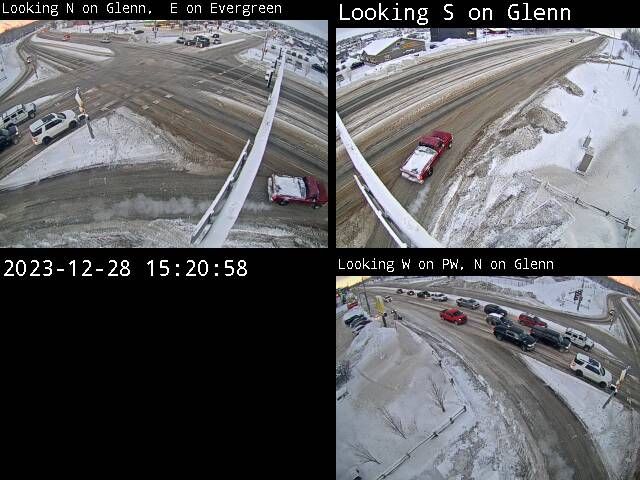 Looking N on Glenn,  E on Evergreen
Looking S on Glenn
2023-12-28 15:20:58
Looking W on PW, N on Glenn